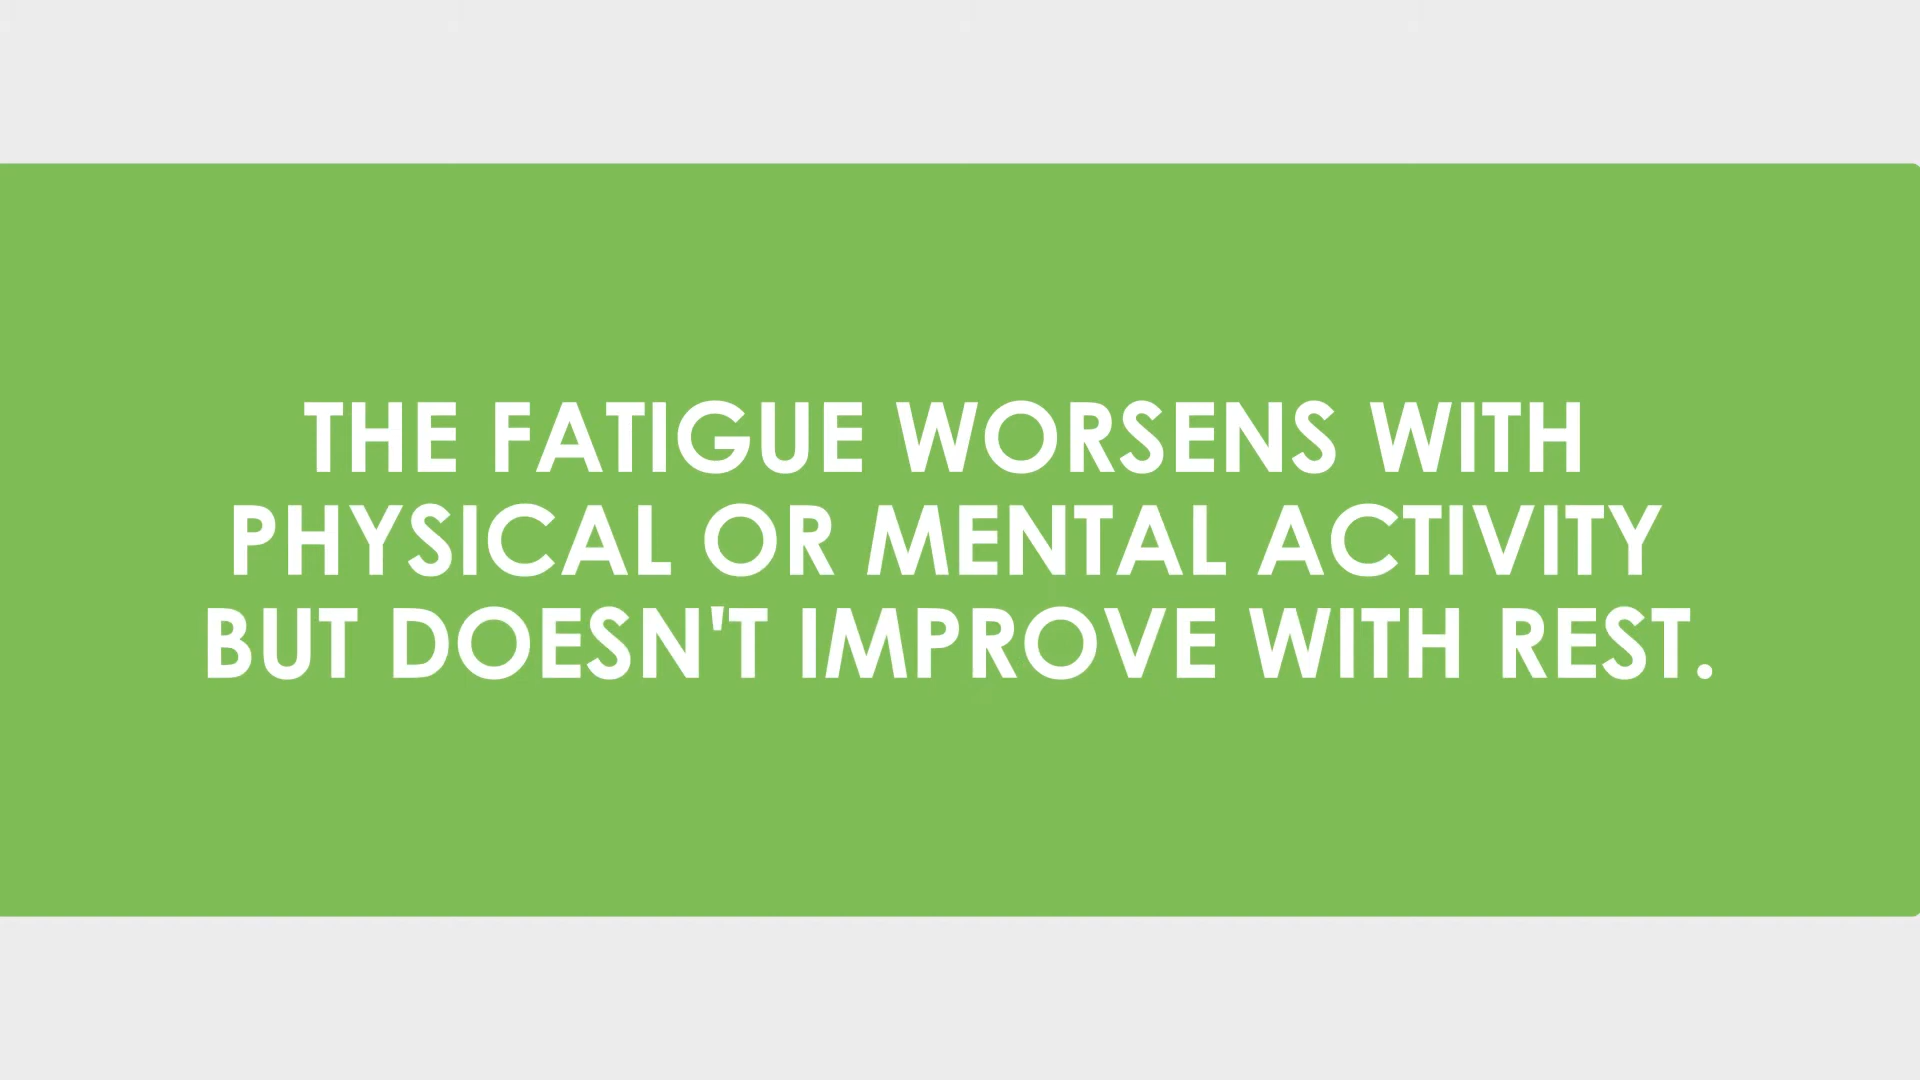 THE FATIGUE WORSENS WITH
PHYSICAL OR MENTAL ACTIVITY
BUT DOESN'T IMPROVE WITH REST.